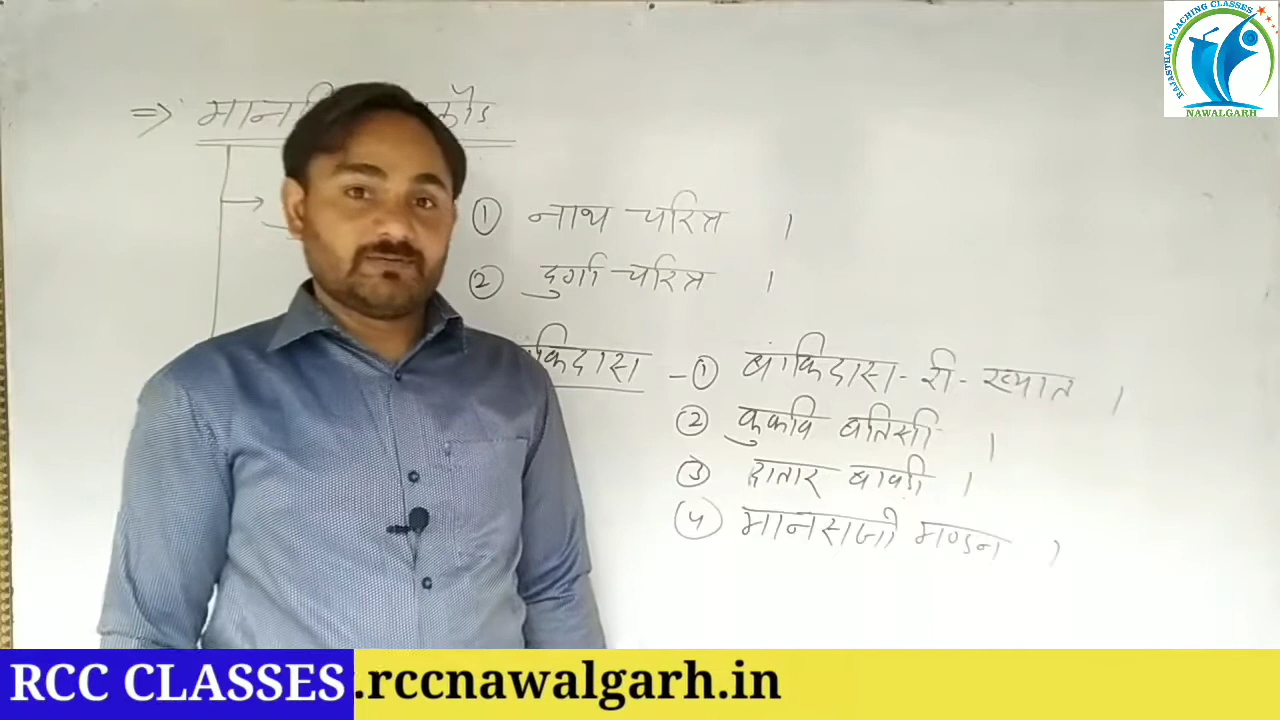 RAJASTHAN COACHING CLASSES
NAWALGARH
⇒ मान
① नाथ चरित्र ।
② दुर्गा चरित्र ।
किदास - ① बांकिदास - री - ख्यात ।
② कुकवि बतिसी ।
③ दातार बावड़ी ।
④ मानसजो मण्डन ।
RCC CLASSES .rccnawalgarh.in